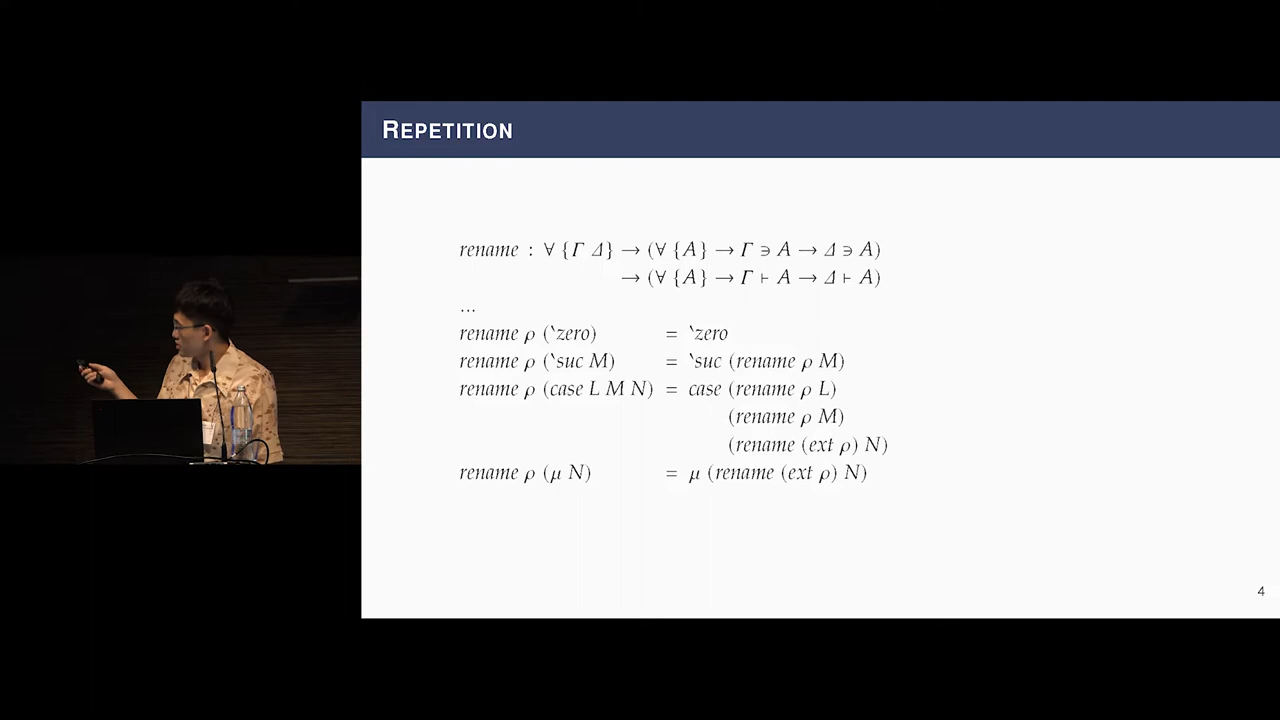 REPETITION
rename : ∀ {Γ Δ} → (∀ {A} → Γ ∋ A → Δ ∋ A)
→ (∀ {A} → Γ ⊢ A → Δ ⊢ A)
...
rename ρ (‵zero) = ‵zero
rename ρ (‵suc M) = ‵suc (rename ρ M)
rename ρ (case L M N) = case (rename ρ L)
(rename ρ M)
(rename (ext ρ) N)
rename ρ (μ N) = μ (rename (ext ρ) N)
4